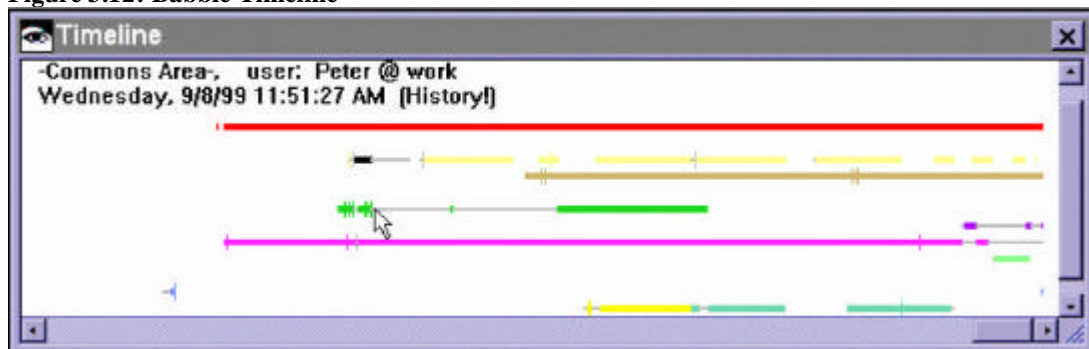 Figure 5.12: Babble Timeline
Timeline
-Commons Area-, user: Peter @ work
Wednesday, 9/8/99 11:51:27 AM (History!)